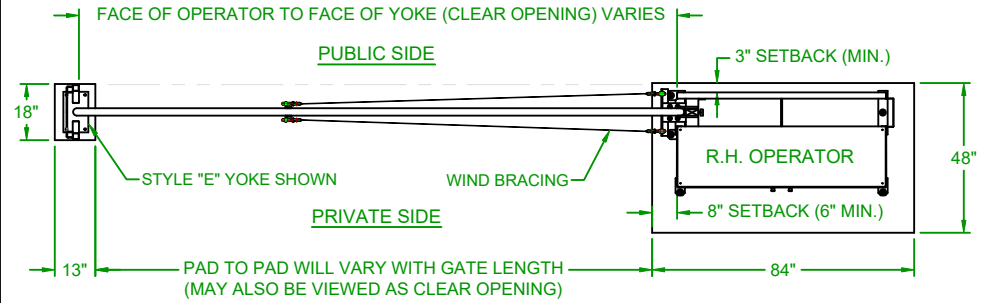 FACE OF OPERATOR TO FACE OF YOKE (CLEAR OPENING) VARIES
PUBLIC SIDE
3" SETBACK (MIN.)
18"
R.H. OPERATOR
48"
STYLE "E" YOKE SHOWN
WIND BRACING
PRIVATE SIDE
8" SETBACK (6" MIN.)
13"
PAD TO PAD WILL VARY WITH GATE LENGTH
(MAY ALSO BE VIEWED AS CLEAR OPENING)
84"